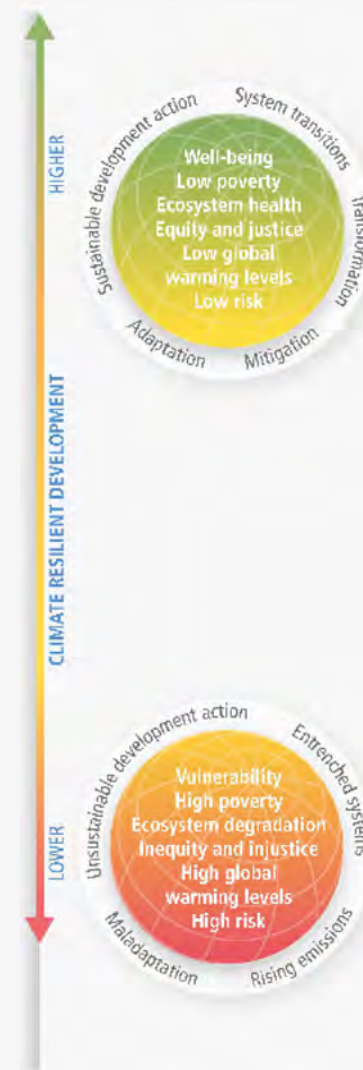 HIGHER
CLIMATE RESILIENT DEVELOPMENT
LOWER
Sustainable development action
System transitions
Transformation
Mitigation
Adaptation
Well-being
Low poverty
Ecosystem health
Equity and justice
Low global
warming levels
Low risk
Unsustainable development action
Entrenched systems
Rising emissions
Maladaptation
Vulnerability
High poverty
Ecosystem degradation
Inequity and injustice
High global
warming levels
High risk